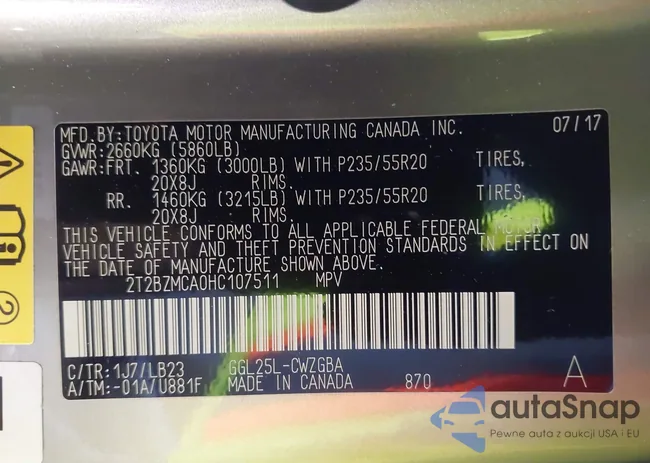 MFD.BY:TOYOTA MOTOR MANUFACTURING CANADA INC. 07/17
GVWR:2660KG (5860LB)
GAWR:FRT. 1360KG (3000LB) WITH P235/55R20 TIRES,
20X8J RIMS.
RR. 1460KG (3215LB) WITH P235/55R20 TIRES,
20X8J RIMS.
THIS VEHICLE CONFORMS TO ALL APPLICABLE FEDERAL MOTOR
VEHICLE SAFETY AND THEFT PREVENTION STANDARDS IN EFFECT ON
THE DATE OF MANUFACTURE SHOWN ABOVE.
2T2BZMCA0HC107511 MPV
C/TR:1J7/LB23 GGL25L-CWZGBA
A/TM:-01A/U881F MADE IN CANADA 870 A
2
autaSnap
Pewne auta z aukcji USA i EU